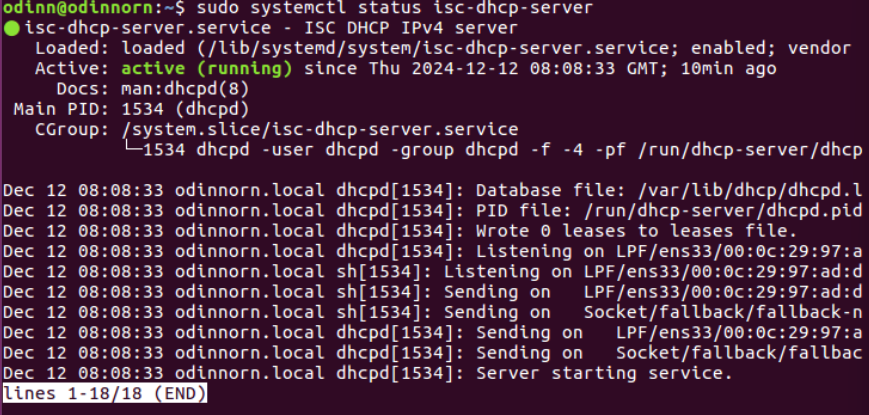 odinn@odinnorn:~$ sudo systemctl status isc-dhcp-server
● isc-dhcp-server.service - ISC DHCP IPv4 server
   Loaded: loaded (/lib/systemd/system/isc-dhcp-server.service; enabled; vendor
   Active: active (running) since Thu 2024-12-12 08:08:33 GMT; 10min ago
     Docs: man:dhcpd(8)
 Main PID: 1534 (dhcpd)
   CGroup: /system.slice/isc-dhcp-server.service
           └─1534 dhcpd -user dhcpd -group dhcpd -f -4 -pf /run/dhcp-server/dhcp

Dec 12 08:08:33 odinnorn.local dhcpd[1534]: Database file: /var/lib/dhcp/dhcpd.l
Dec 12 08:08:33 odinnorn.local dhcpd[1534]: PID file: /run/dhcp-server/dhcpd.pid
Dec 12 08:08:33 odinnorn.local dhcpd[1534]: Wrote 0 leases to leases file.
Dec 12 08:08:33 odinnorn.local dhcpd[1534]: Listening on LPF/ens33/00:0c:29:97:a
Dec 12 08:08:33 odinnorn.local sh[1534]: Listening on LPF/ens33/00:0c:29:97:ad:d
Dec 12 08:08:33 odinnorn.local sh[1534]: Sending on   LPF/ens33/00:0c:29:97:ad:d
Dec 12 08:08:33 odinnorn.local sh[1534]: Sending on   Socket/fallback/fallback-n
Dec 12 08:08:33 odinnorn.local dhcpd[1534]: Sending on   LPF/ens33/00:0c:29:97:a
Dec 12 08:08:33 odinnorn.local dhcpd[1534]: Sending on   Socket/fallback/fallbac
Dec 12 08:08:33 odinnorn.local dhcpd[1534]: Server starting service.
lines 1-18/18 (END)